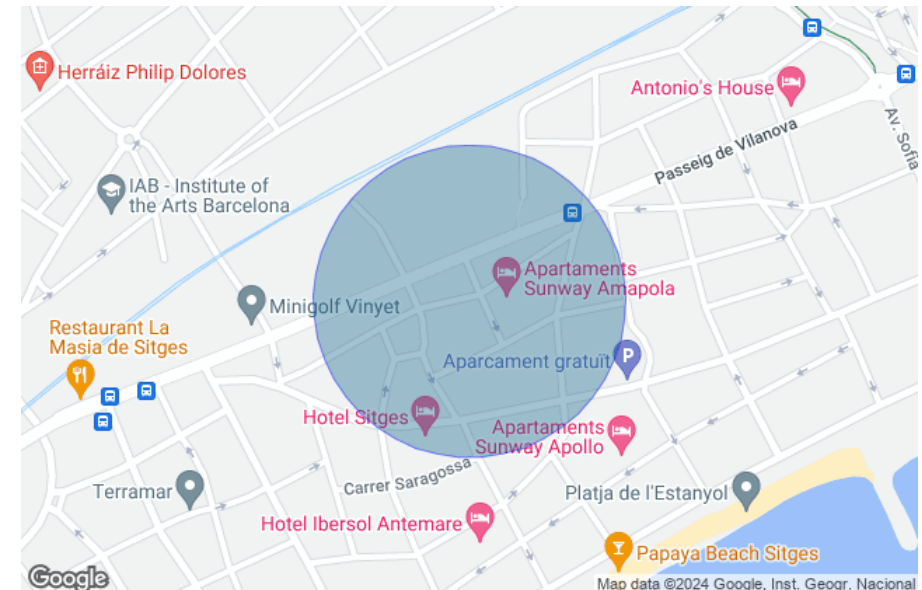 Herráiz Philip Dolores
Antonio's House
Av. Sofia
Passeig de Vilanova
IAB - Institute of
the Arts Barcelona
Apartaments
Sunway Amapola
Minigolf Vinyet
Restaurant La
Masia de Sitges
Aparcament gratuït
P
Hotel Sitges
Apartaments
Sunway Apollo
Carrer Saragossa
Terramar
Platja de l'Estanyol
Hotel Ibersol Antemare
Papaya Beach Sitges
Google
Map data ©2024 Google, Inst. Geogr. Nacional